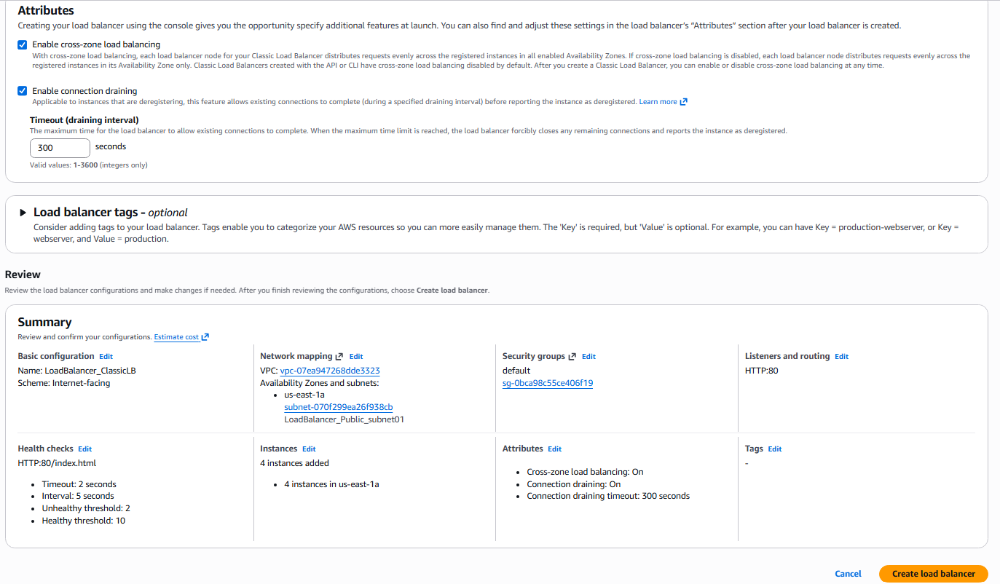 Attributes
Creating your load balancer using the console gives you the opportunity specify additional features at launch. You can also find and adjust these settings in the load balancer's "Attributes" section after your load balancer is created.
Enable cross-zone load balancing
With cross-zone load balancing, each load balancer node for your Classic Load Balancer distributes requests evenly across the registered instances in all enabled Availability Zones. If cross-zone load balancing is disabled, each load balancer node distributes requests evenly across the
registered instances in its Availability Zone only. Classic Load Balancers created with the API or CLI have cross-zone load balancing disabled by default. After you create a Classic Load Balancer, you can enable or disable cross-zone load balancing at any time.
Enable connection draining
Applicable to instances that are deregistering, this feature allows existing connections to complete (during a specified draining interval) before reporting the instance as deregistered. Learn more
Timeout (draining interval)
The maximum time for the load balancer to allow existing connections to complete. When the maximum time limit is reached, the load balancer forcibly closes any remaining connections and reports the instance as deregistered.
300 seconds
Valid values: 1-3600 (integers only)
Load balancer tags - optional
Consider adding tags to your load balancer. Tags enable you to categorize your AWS resources so you can more easily manage them. The 'Key' is required, but 'Value' is optional. For example, you can have Key = production-webserver, or Key =
webserver, and Value = production.
Review
Review the load balancer configurations and make changes if needed. After you finish reviewing the configurations, choose Create load balancer.
Summary
Review and confirm your configurations. Estimate cost
Basic configuration Edit
Name: LoadBalancer_ClassicLB
Scheme: Internet-facing
Network mapping Edit
VPC: vpc-07ea947268dde3323
Availability Zones and subnets:
• us-east-1a
subnet-070f299ea26f938cb
LoadBalancer_Public_subnet01
Security groups Edit
default
sg-0bca98c55ce406f19
Listeners and routing Edit
HTTP:80
Health checks Edit
HTTP:80/index.html
• Timeout: 2 seconds
• Interval: 5 seconds
• Unhealthy threshold: 2
• Healthy threshold: 10
Instances Edit
4 instances added
• 4 instances in us-east-1a
Attributes Edit
• Cross-zone load balancing: On
• Connection draining: On
• Connection draining timeout: 300 seconds
Tags Edit
-
Cancel
Create load balancer